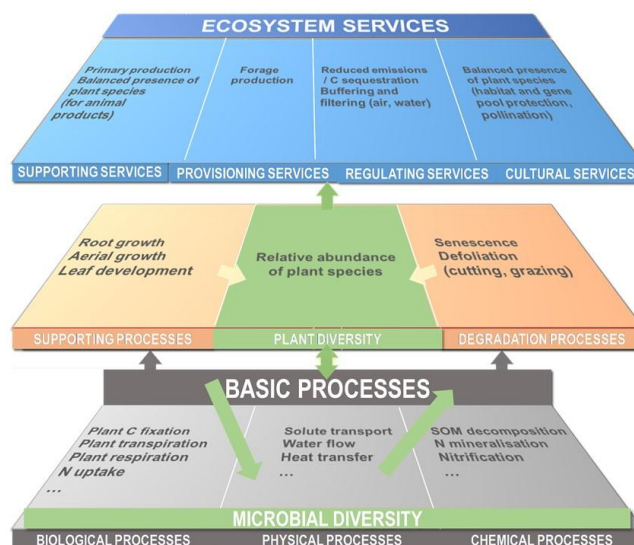 ECOSYSTEM SERVICES
Primary production
Balanced presence of
plant species
(for animal
products)
Forage
production
Reduced emissions
/ C sequestration
Buffering and
filtering (air, water)
Balanced presence
of plant species
(habitat and gene
pool protection,
pollination)
SUPPORTING SERVICES
PROVISIONING SERVICES
REGULATING SERVICES
CULTURAL SERVICES
Root growth
Aerial growth
Leaf development
Relative abundance
of plant species
Senescence
Defoliation
(cutting, grazing)
SUPPORTING PROCESSES
PLANT DIVERSITY
DEGRADATION PROCESSES
BASIC PROCESSES
Plant C fixation
Plant transpiration
Plant respiration
N uptake
...
Solute transport
Water flow
Heat transfer
...
SOM decomposition
N mineralisation
Nitrification
...
MICROBIAL DIVERSITY
BIOLOGICAL PROCESSES
PHYSICAL PROCESSES
CHEMICAL PROCESSES